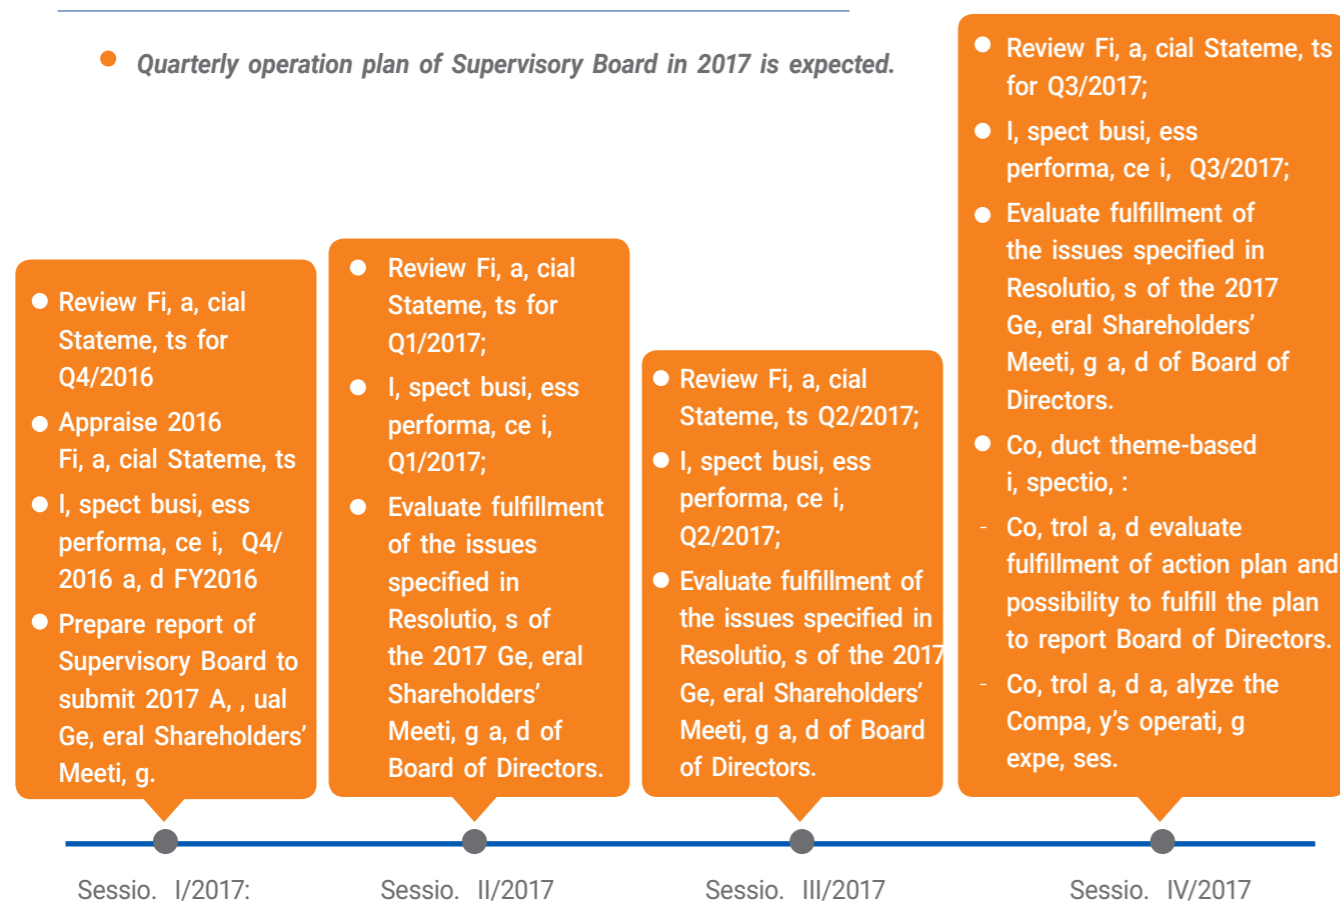 Quarterly operation plan of Supervisory Board in 2017 is expected.
Review Fi, a, cial
Stateme, ts for
Q4/2016
Appraise 2016
Fi, a, cial Stateme, ts
I, spect busi, ess
performa, ce i, Q4/
2016 a, d FY2016
Prepare report of
Supervisory Board to
submit 2017 A, , ual
Ge, eral Shareholders'
Meeti, g.
Review Fi, a, cial
Stateme, ts for
Q1/2017;
I, spect busi, ess
performa, ce i,
Q1/2017;
Evaluate fulfillment
of the issues
specified in
Resolutio, s of
the 2017 Ge, eral
Shareholders'
Meeti, g a, d of
Board of Directors.
Review Fi, a, cial
Stateme, ts Q2/2017;
I, spect busi, ess
performa, ce i,
Q2/2017;
Evaluate fulfillment of
the issues specified in
Resolutio, s of the 2017
Ge, eral Shareholders'
Meeti, g a, d of Board
of Directors.
Review Fi, a, cial Stateme, ts
for Q3/2017;
I, spect busi, ess
performa, ce i, Q3/2017;
Evaluate fulfillment of
the issues specified in
Resolutio, s of the 2017
Ge, eral Shareholders'
Meeti, g a, d of Board of
Directors.
Co, duct theme-based
i, spectio, :
- Co, trol a, d evaluate
fulfillment of action plan and
possibility to fulfill the plan
to report Board of Directors.
- Co, trol a, d a, alyze the
Compa, y's operati, g
expe, ses.
Sessio. I/2017:
Sessio. II/2017
Sessio. III/2017
Sessio. IV/2017